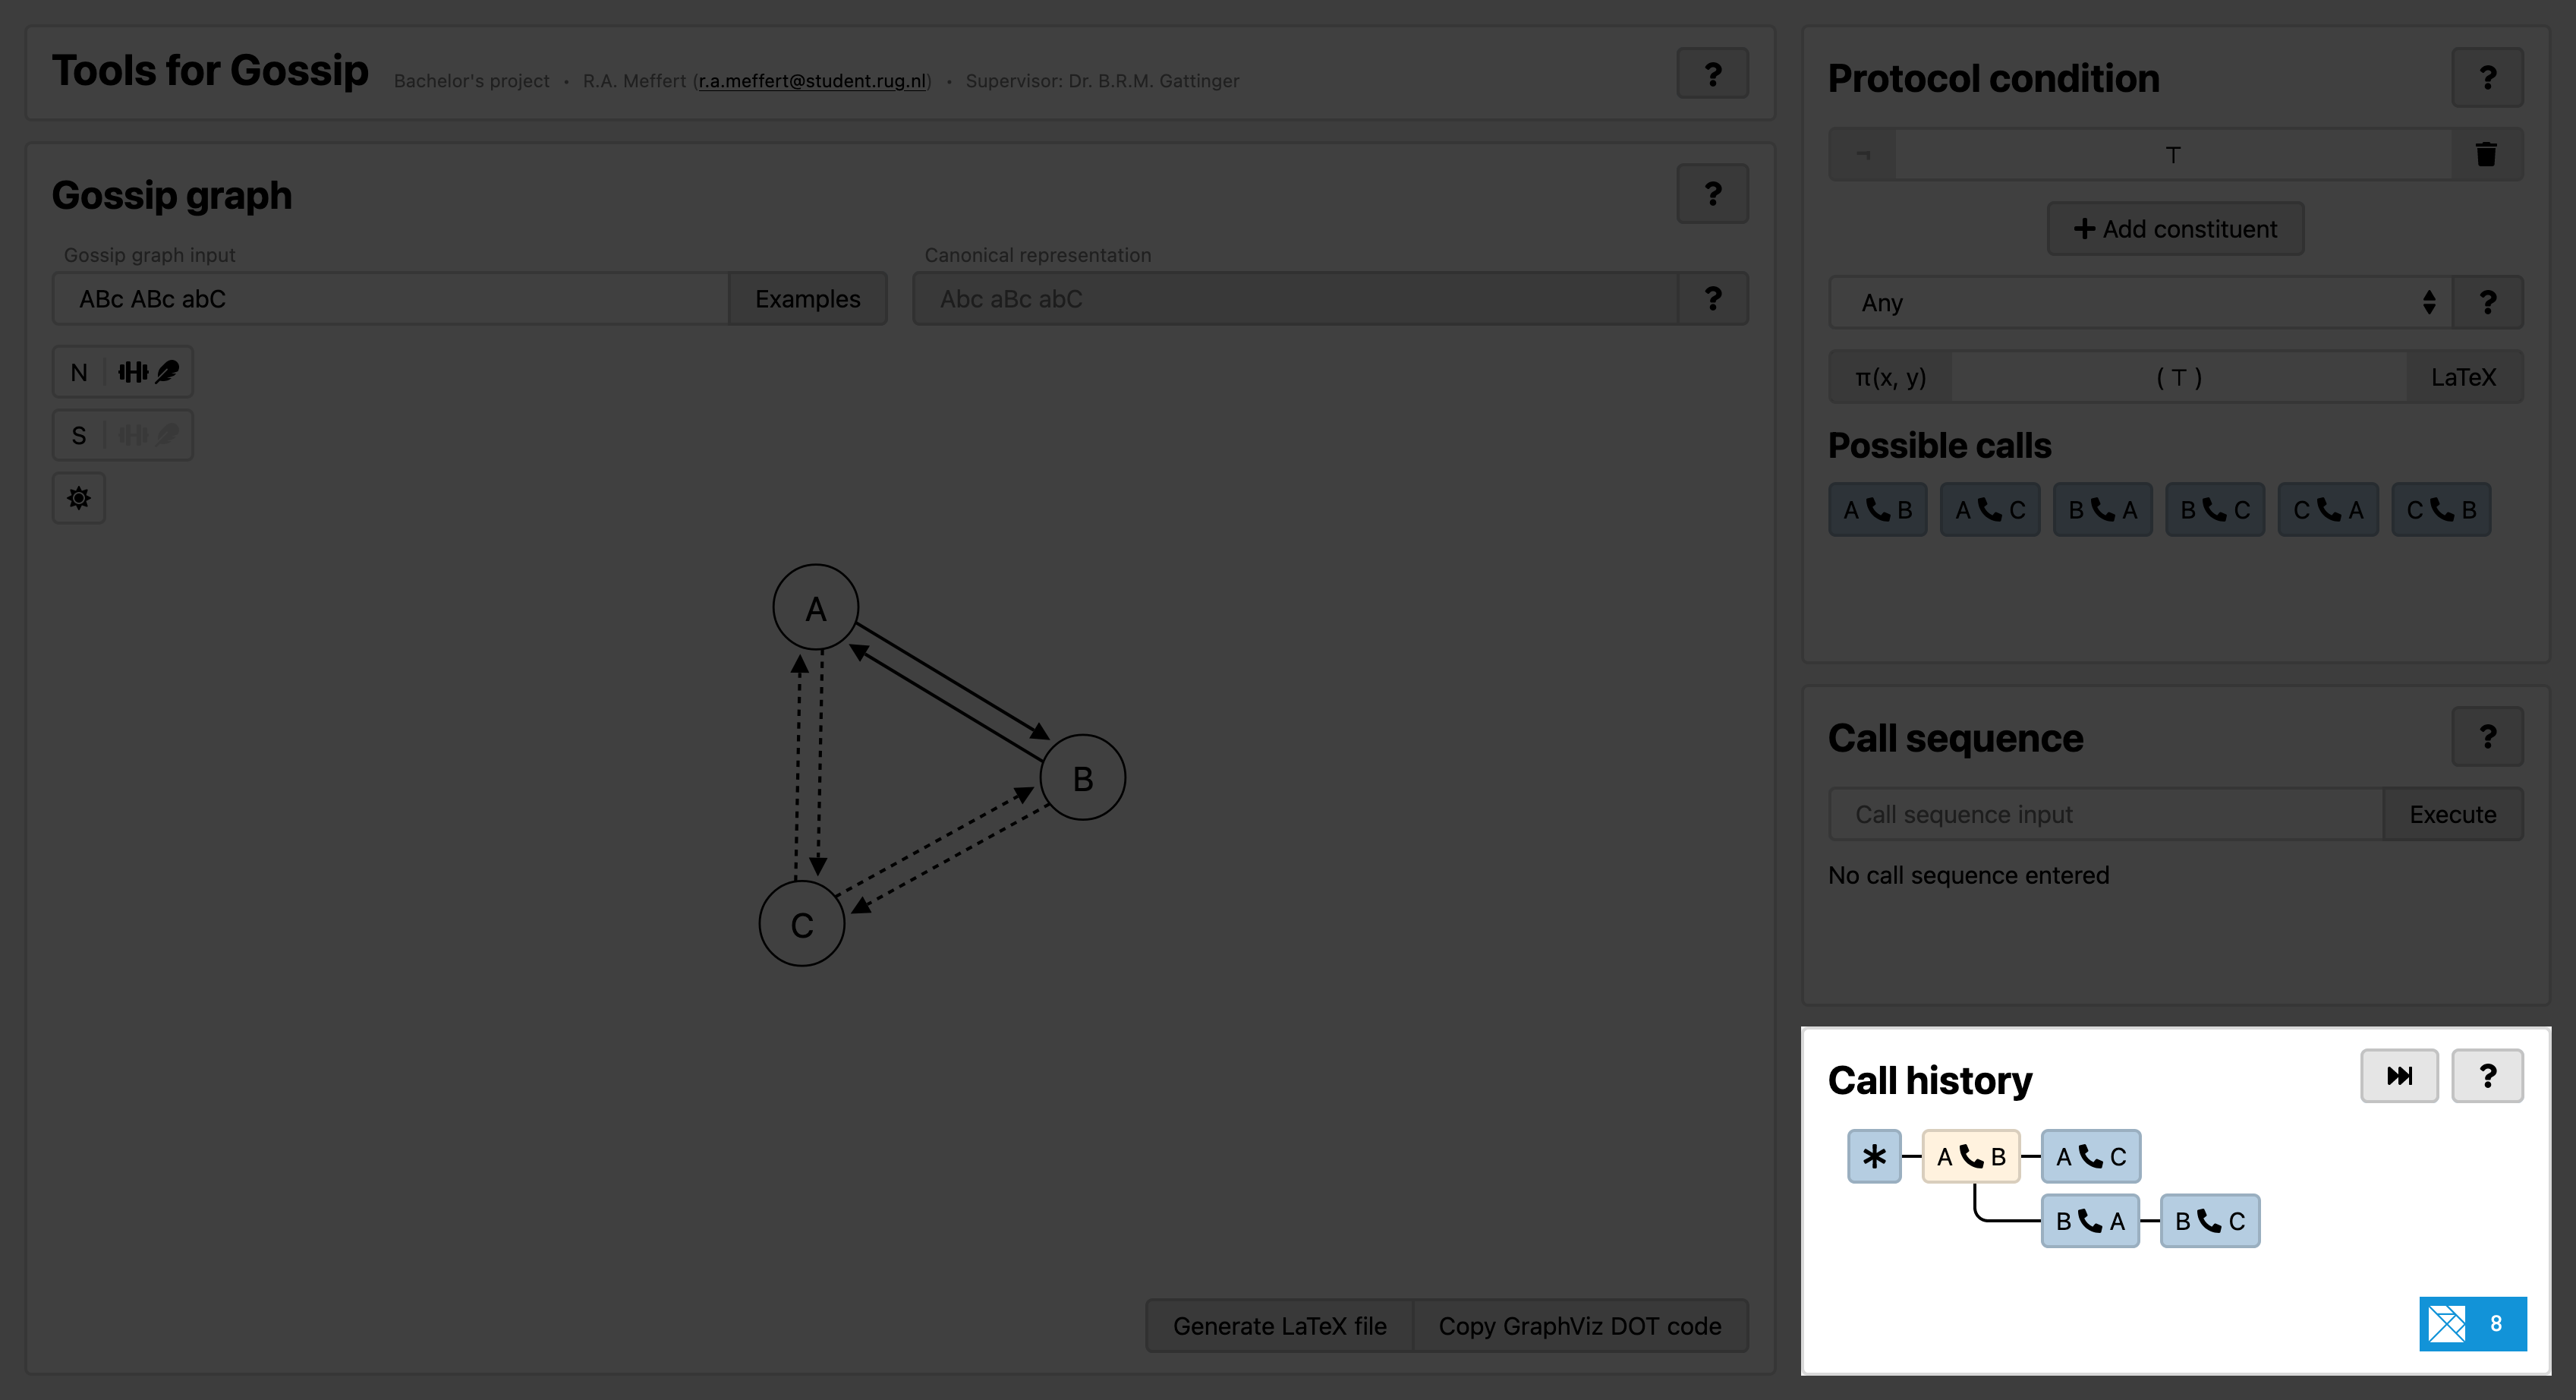 Tools for Gossip Bachelor's project • R.A. Meffert (r.a.meffert@student.rug.nl) • Supervisor: Dr. B.R.M. Gattinger ?
Gossip graph ?
Gossip graph input
ABc ABc abC Examples
Canonical representation
Abc aBc abC ?
N
S
A
B
C
Generate LaTeX file Copy GraphViz DOT code
Protocol condition ?
¬ ⊤
+ Add constituent
Any ?
π(x, y) ( ⊤ ) LaTeX
Possible calls
A B A C B A B C C A C B
Call sequence ?
Call sequence input Execute
No call sequence entered
Call history ?
* A B A C
B A B C
8